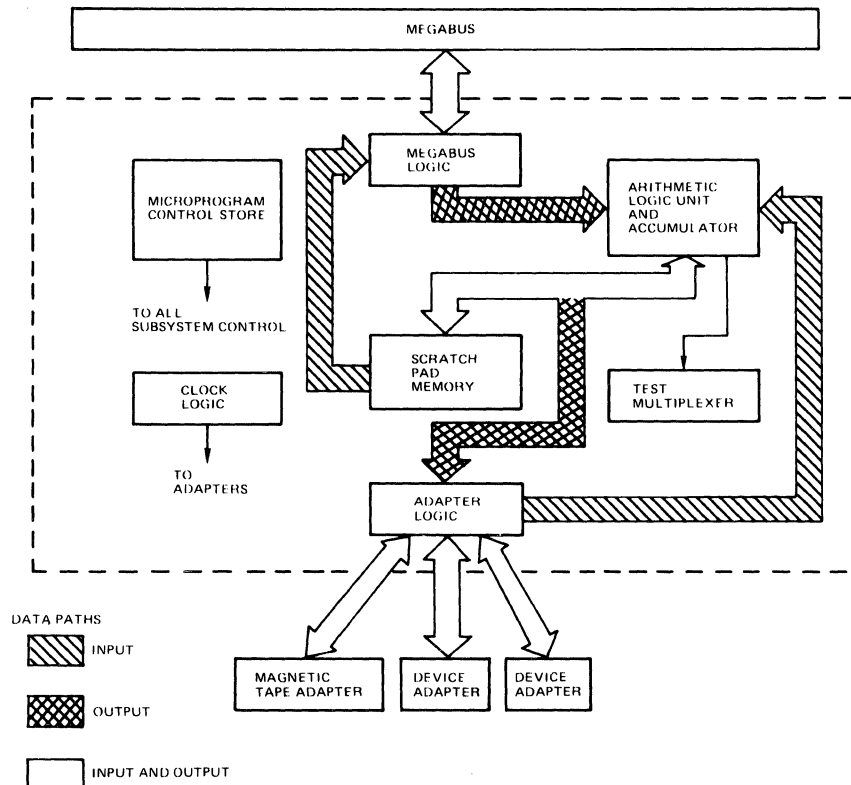 MEGABUS
MEGABUS
LOGIC
MICROPROGRAM
CONTROL STORE
ARITHMETIC
LOGIC UNIT
AND
ACCUMULATOR
TO ALL
SUBSYSTEM CONTROL
SCRATCH
PAD
MEMORY
CLOCK
LOGIC
TEST
MULTIPLEXER
TO
ADAPTERS
ADAPTER
LOGIC
DATA PATHS
INPUT
MAGNETIC
TAPE ADAPTER
DEVICE
ADAPTER
DEVICE
ADAPTER
OUTPUT
INPUT AND OUTPUT